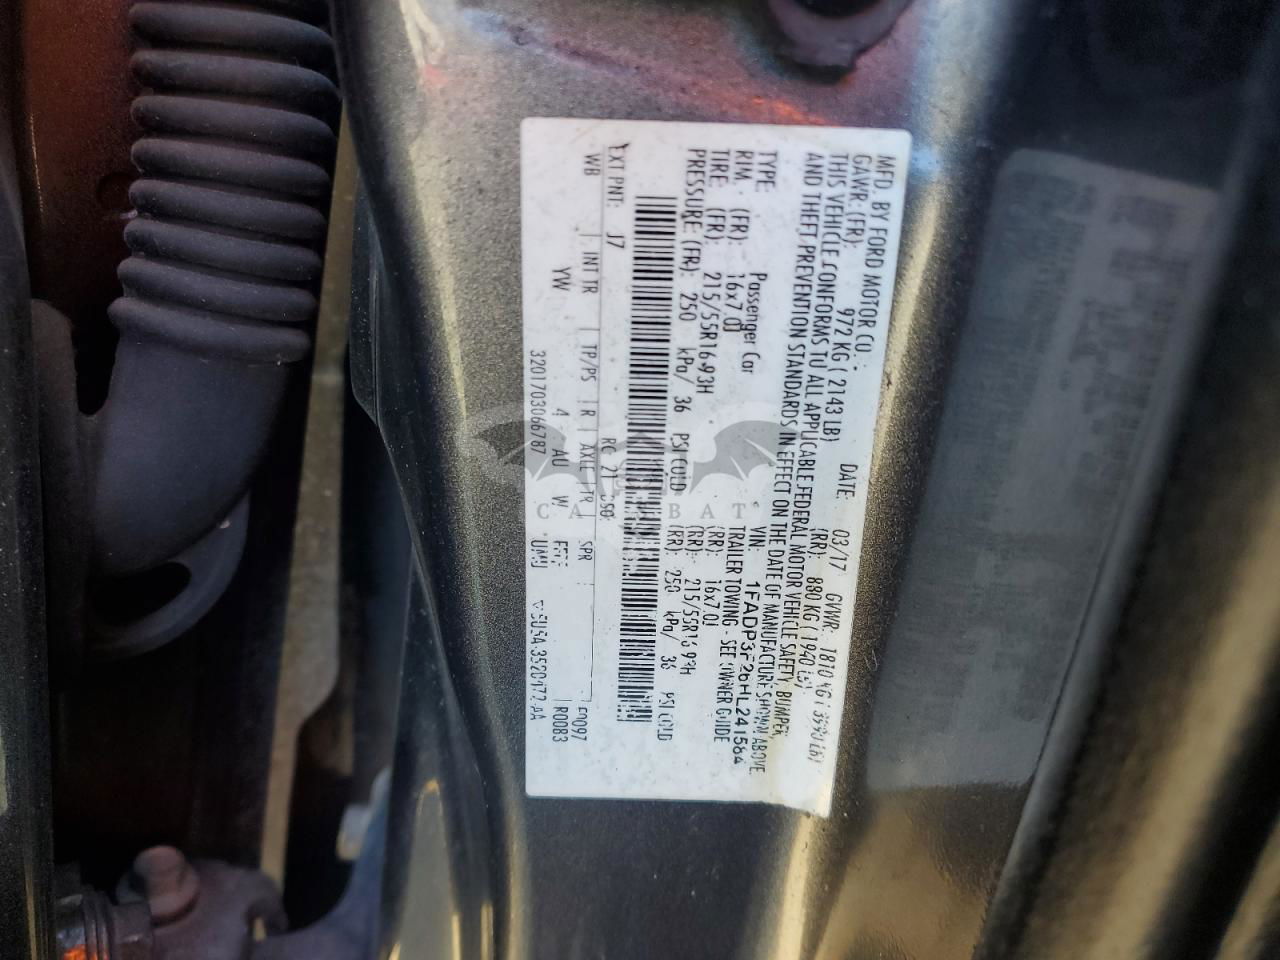 MFD. BY FORD MOTOR CO.
DATE: 03/17 GVWR: 1810 KG ( 3990 LB)
GAWR: (FR): 972 KG ( 2143 LB) (RR): 880 KG ( 1940 LB)
THIS VEHICLE CONFORMS TO ALL APPLICABLE FEDERAL MOTOR VEHICLE SAFETY, BUMPER,
AND THEFT PREVENTION STANDARDS IN EFFECT ON THE DATE OF MANUFACTURE SHOWN ABOVE.
VIN: 1FADP3F26HL241564
TYPE: Passenger Car TRAILER TOWING - SEE OWNER GUIDE
RIM: (FR): 16x7.0J (RR): 16x7.0J
TIRE: (FR): 215/55R16 93H (RR): 215/55R16 93H
PRESSURE (FR): 250 kPa/ 36 PSI COLD (RR): 250 kPa/ 36 PSI COLD
EXT PNT: J7 RC: 21
WB INT TR TP/PS R AXLE TR SPR
YW 4 AU W
3201703066787
CARSBAT